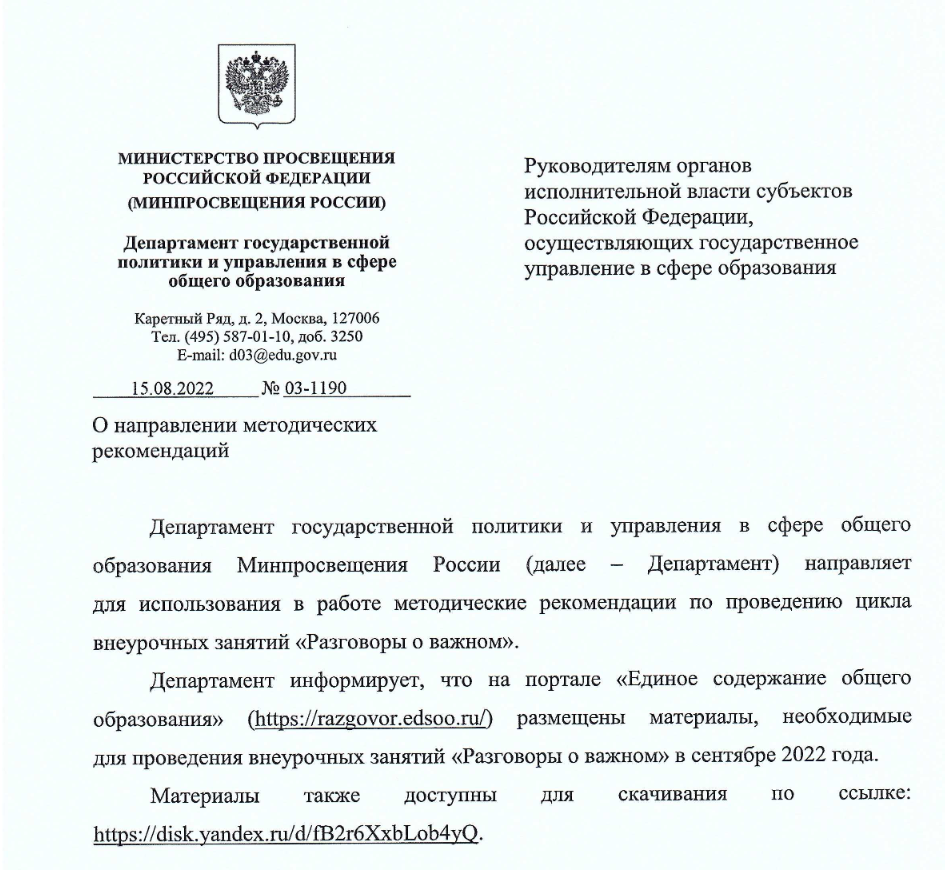 МИНИСТЕРСТВО ПРОСВЕЩЕНИЯ
РОССИЙСКОЙ ФЕДЕРАЦИИ
(МИНПРОСВЕЩЕНИЯ РОССИИ)
Департамент государственной
политики и управления в сфере
общего образования
Каретный Ряд, д. 2, Москва, 127006
Тел. (495) 587-01-10, доб. 3250
E-mail: d03@edu.gov.ru
15.08.2022 № 03-1190
О направлении методических
рекомендаций
Руководителям органов
исполнительной власти субъектов
Российской Федерации,
осуществляющих государственное
управление в сфере образования
Департамент государственной политики и управления в сфере общего
образования Минпросвещения России (далее – Департамент) направляет
для использования в работе методические рекомендации по проведению цикла
внеурочных занятий «Разговоры о важном».
Департамент информирует, что на портале «Единое содержание общего
образования» (https://razgovor.edsoo.ru/) размещены материалы, необходимые
для проведения внеурочных занятий «Разговоры о важном» в сентябре 2022 года.
Материалы также доступны для скачивания по ссылке:
https://disk.yandex.ru/d/fB2r6XxbLob4yQ.